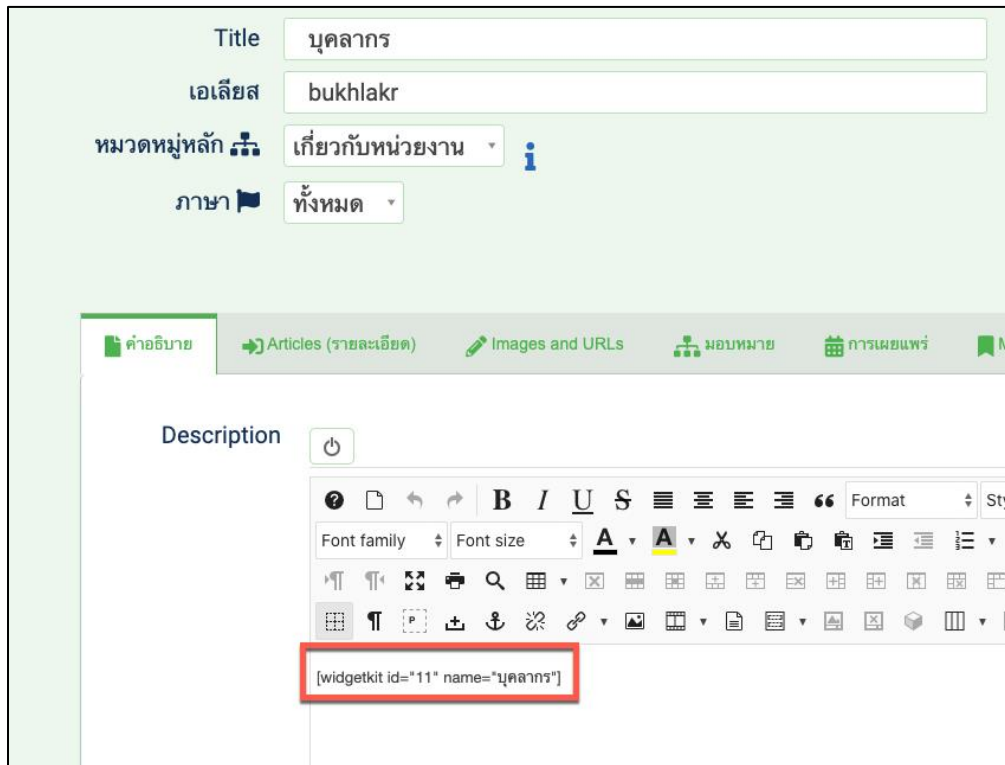 Title บุคลากร
เอเลียส bukhlakr
หมวดหมู่หลัก เกี่ยวกับหน่วยงาน
ภาษา ทั้งหมด
คำอธิบาย Articles (รายละเอียด) Images and URLs มอบหมาย การเผยแพร่ M
Description
B I U S Format Sty
Font family Font size A A
[widgetkit id="11" name="บุคลากร"]